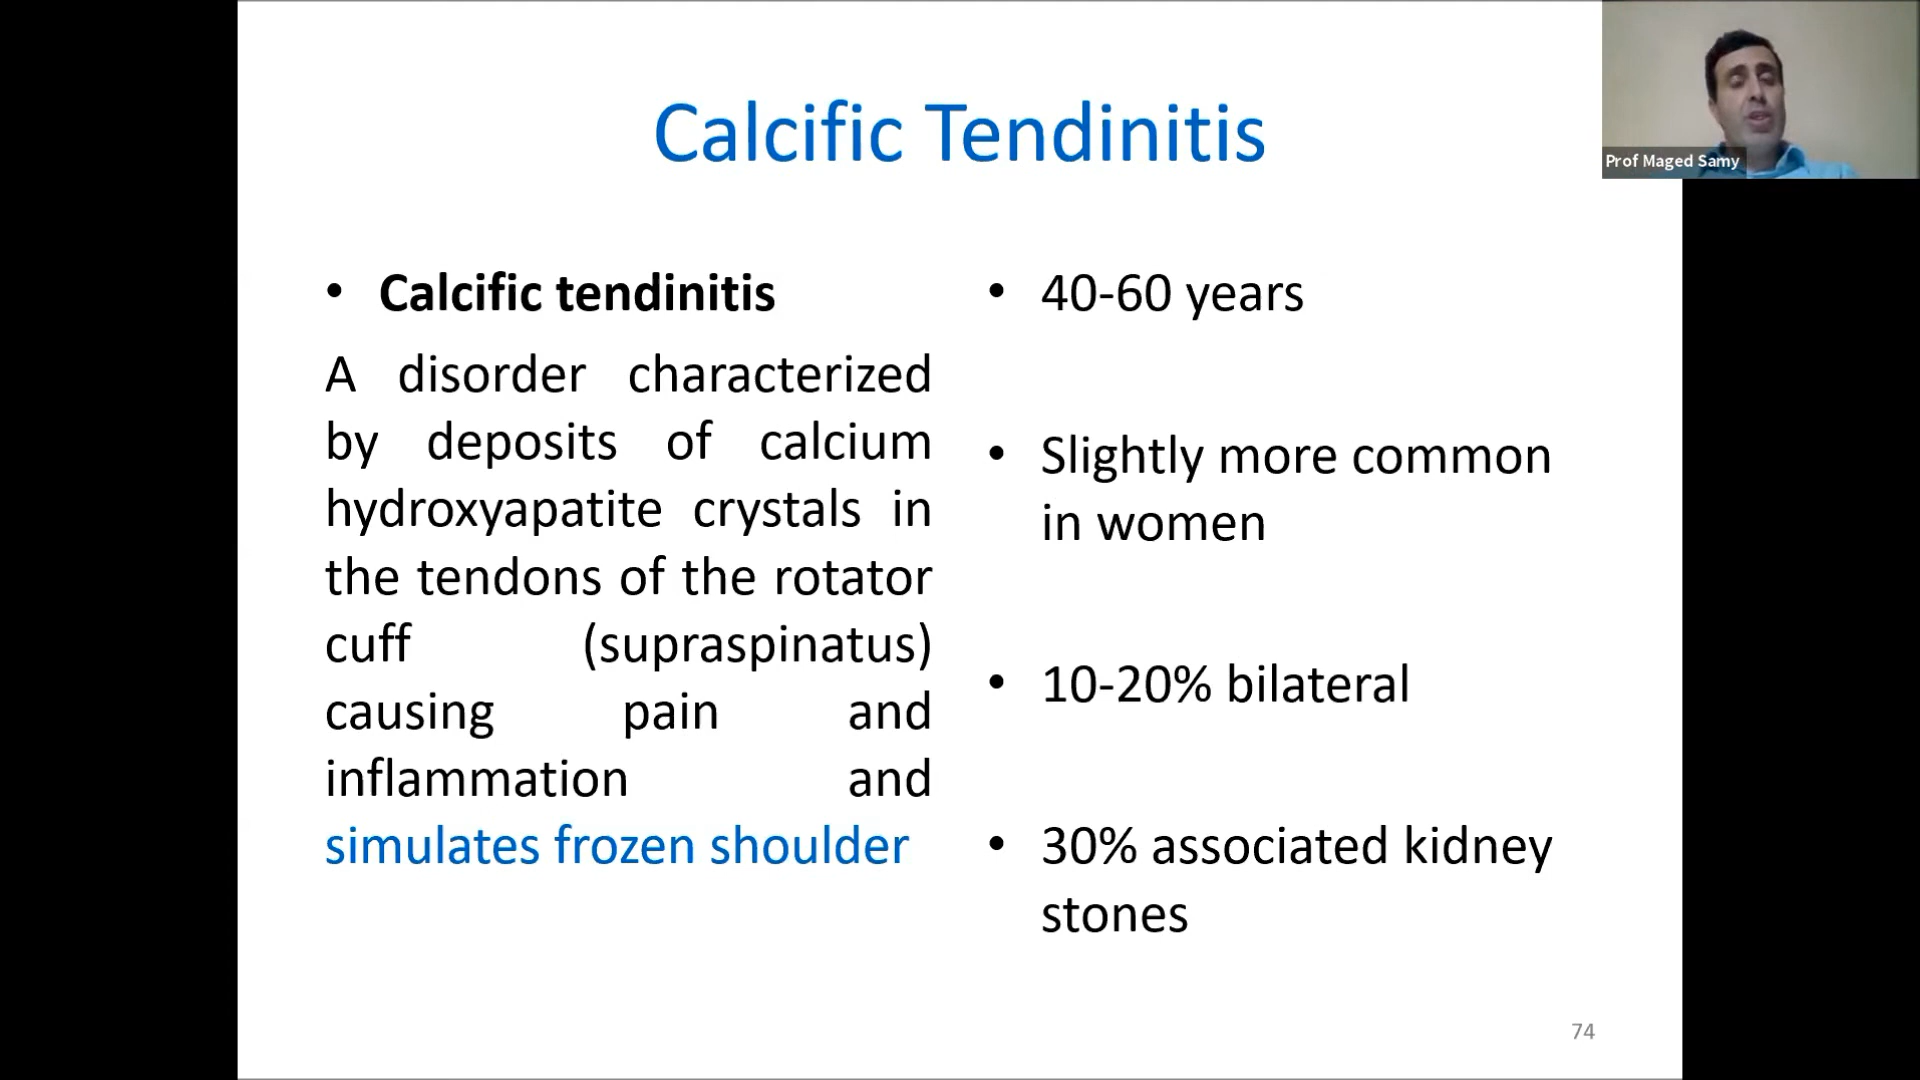 Calcific Tendinitis
Prof Maged Samy
• Calcific tendinitis
A disorder characterized
by deposits of calcium
hydroxyapatite crystals in
the tendons of the rotator
cuff (supraspinatus)
causing pain and
inflammation and
simulates frozen shoulder
• 40-60 years
• Slightly more common
in women
• 10-20% bilateral
• 30% associated kidney
stones
74